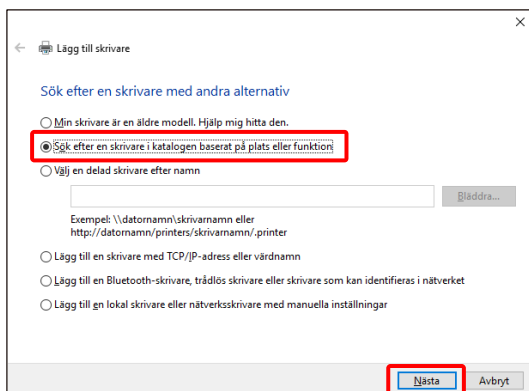 Lägg till skrivare
Sök efter en skrivare med andra alternativ
Min skrivare är en äldre modell. Hjälp mig hitta den.
Sök efter en skrivare i katalogen baserat på plats eller funktion
Välj en delad skrivare efter namn
Bläddra...
Exempel: \\datornamn\skrivarnamn eller
http://datornamn/printers/skrivarnamn/.printer
Lägg till en skrivare med TCP/IP-adress eller värdnamn
Lägg till en Bluetooth-skrivare, trådlös skrivare eller skrivare som kan identifieras i nätverket
Lägg till en lokal skrivare eller nätverksskrivare med manuella inställningar
Nästa
Avbryt